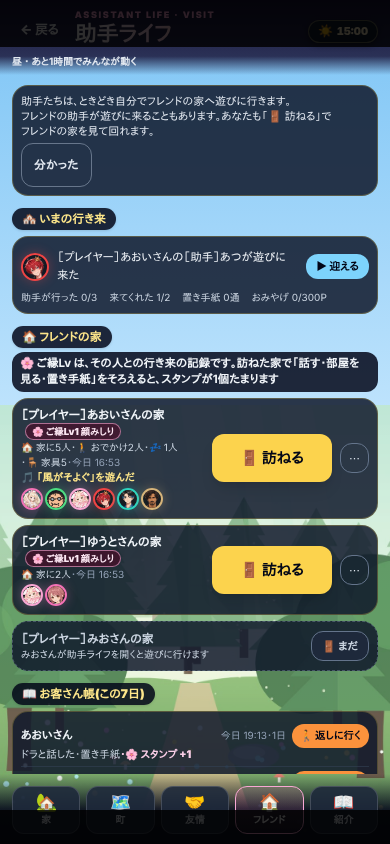 ASSISTANT LIFE · VISIT
← 戻る
助手ライフ
☀ 15:00
昼・あと1時間でみんなが動く
助手たちは、ときどき自分でフレンドの家へ遊びに行きます。
フレンドの助手が遊びに来ることもあります。あなたも「🚪 訪ねる」で
フレンドの家を見て回れます。
分かった
🏘️ いまの行き来
[プレイヤー]あおいさんの[助手]あつが遊びに
来た
▶ 迎える
助手が行った 0/3 来てくれた 1/2 置き手紙 0通 おみやげ 0/300P
🏠 フレンドの家
🌸 ご縁Lv は、その人との行き来の記録です。訪ねた家で「話す・部屋を
見る・置き手紙」をそろえると、スタンプが1個たまります
[プレイヤー]あおいさんの家
🌸 ご縁Lv1 顔みしり
🏠 家に5人・🚶 おでかけ2人・💤 1人
・🪑 家具5・今日 16:53
🎵 「風がそよぐ」を遊んだ
🚪 訪ねる
…
[プレイヤー]ゆうとさんの家
🌸 ご縁Lv1 顔みしり
🏠 家に2人・今日 16:53
🚪 訪ねる
…
[プレイヤー]みおさんの家
みおさんが助手ライフを開くと遊びに行けます
🚪 まだ
📖 お客さん帳(この7日)
あおいさん
今日 19:13・1日
🚶 返しに行く
ドラと話した・置き手紙・🌸 スタンプ +1
家
町
友情
フレンド
紹介